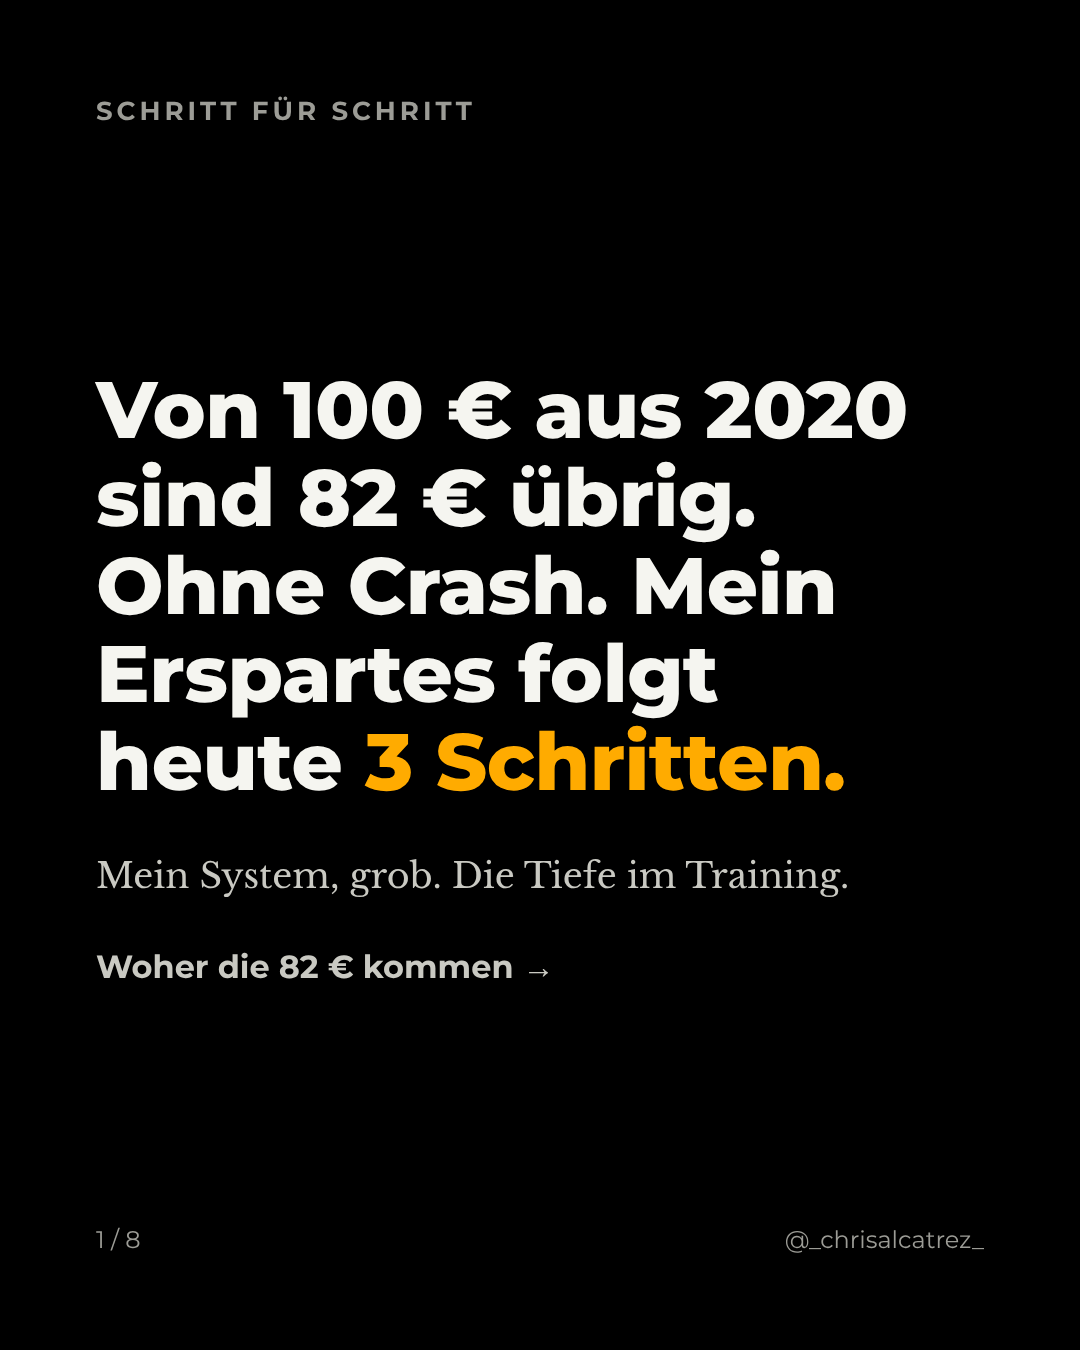 SCHRITT FÜR SCHRITT
Von 100 € aus 2020
sind 82 € übrig.
Ohne Crash. Mein
Erspartes folgt
heute 3 Schritten.
Mein System, grob. Die Tiefe im Training.
Woher die 82 € kommen →
1 / 8
@_chrisalcatrez_